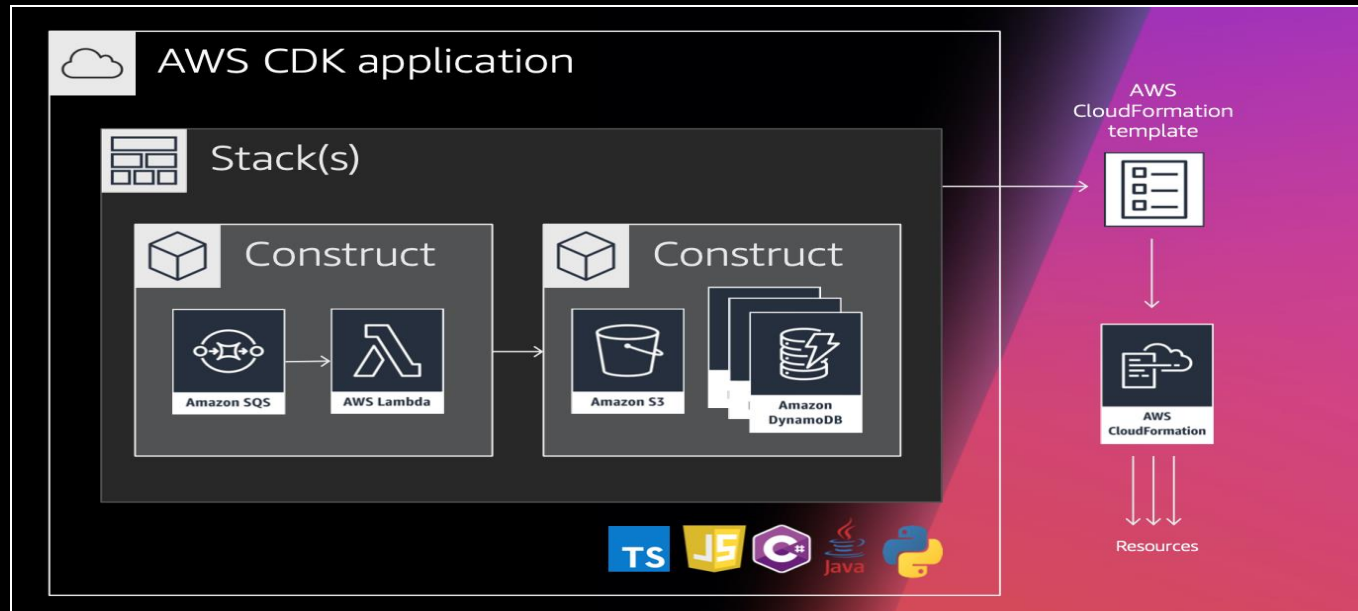 AWS CDK application
Stack(s)
Construct
Construct
Amazon SQS
AWS Lambda
Amazon S3
Amazon
DynamoDB
TS
JS
C#
Java
AWS
CloudFormation
template
AWS
CloudFormation
Resources